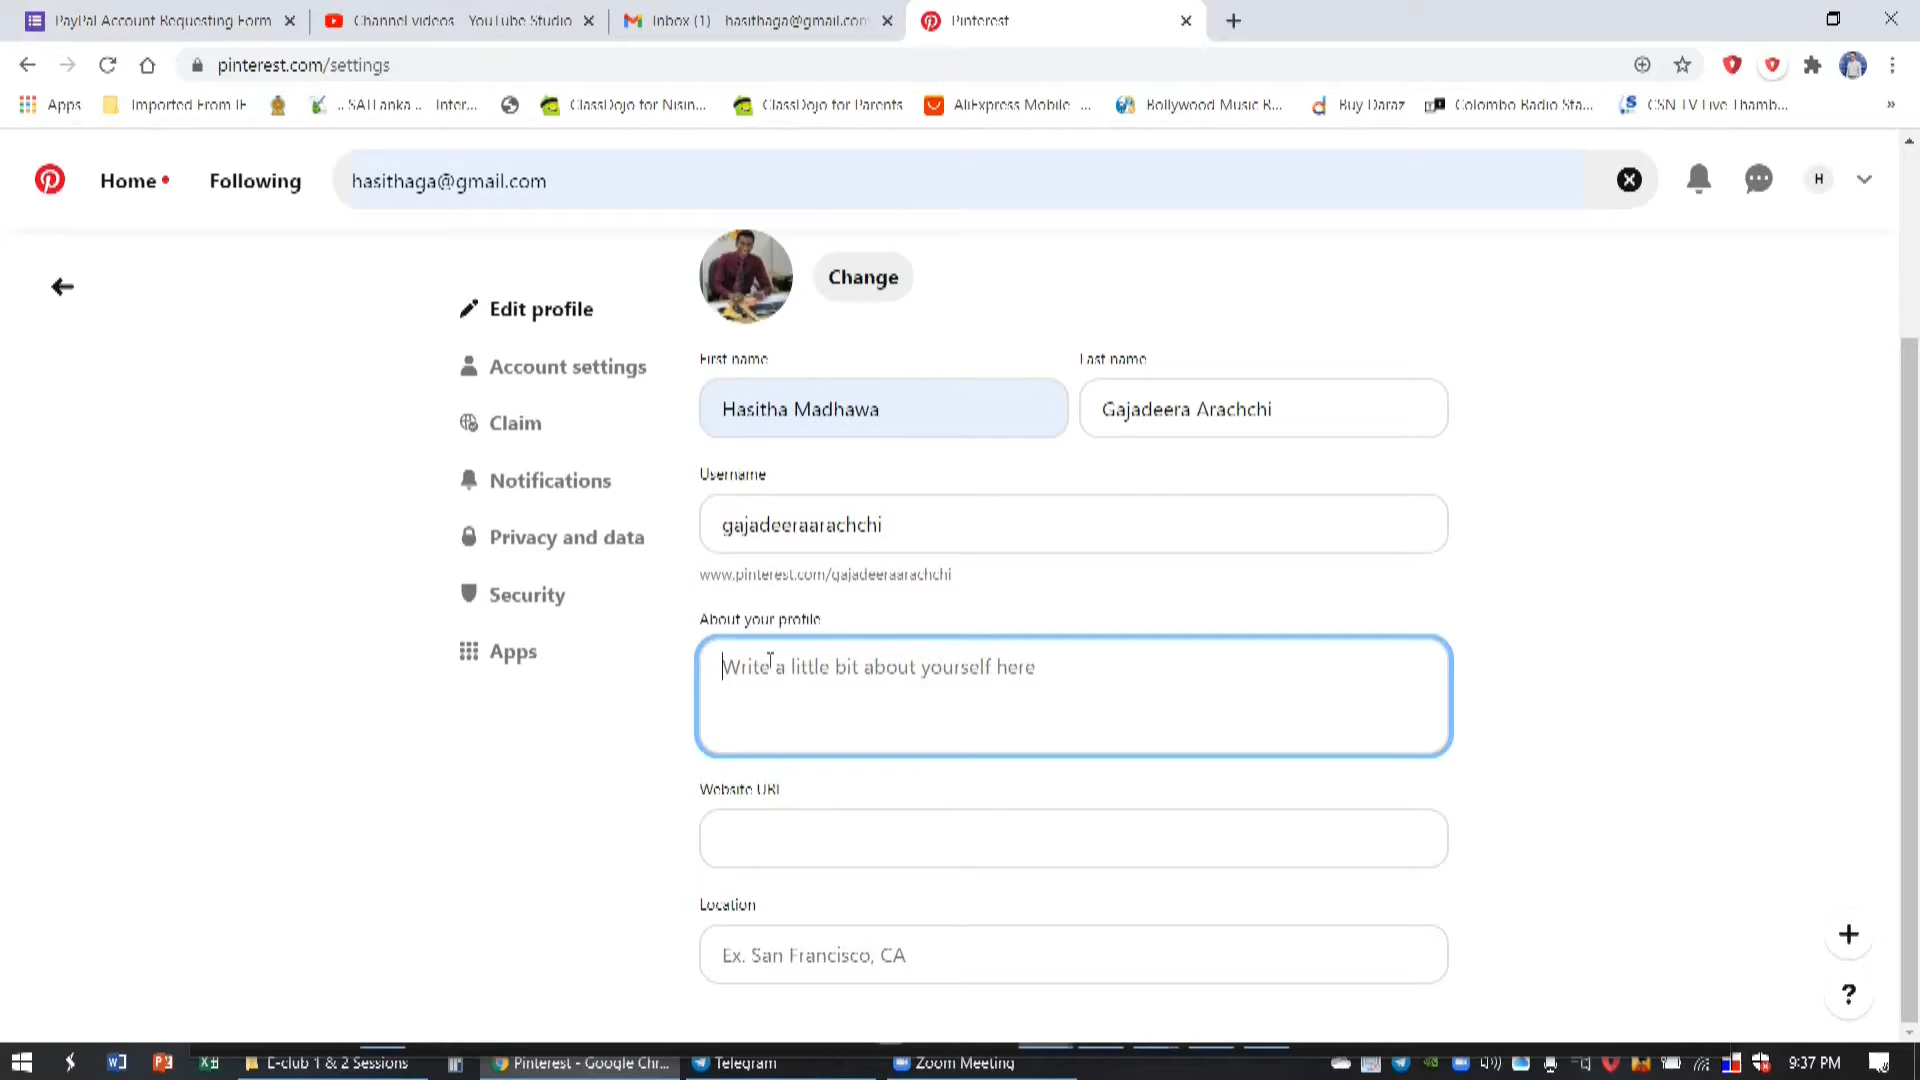 PayPal Account Requesting Form
Channel videos - YouTube Studio
Inbox (1) - hasithaga@gmail.com
Pinterest
pinterest.com/settings
Apps
Imported From IE
.. SATLanka .. Inter...
ClassDojo for Nisin...
ClassDojo for Parents
AliExpress Mobile - ...
Bollywood Music R...
Buy Daraz
Colombo Radio Sta...
CSN TV Live Thamb...
»
Home
Following
hasithaga@gmail.com
H
Change
Edit profile
Account settings
Claim
Notifications
Privacy and data
Security
Apps
First name
Last name
Hasitha Madhawa
Gajadeera Arachchi
Username
gajadeeraarachchi
www.pinterest.com/gajadeeraarachchi
About your profile
Write a little bit about yourself here
Website URL
Location
Ex. San Francisco, CA
+
?
E-club 1 & 2 Sessions
Pinterest - Google Chr...
Telegram
Zoom Meeting
9:37 PM